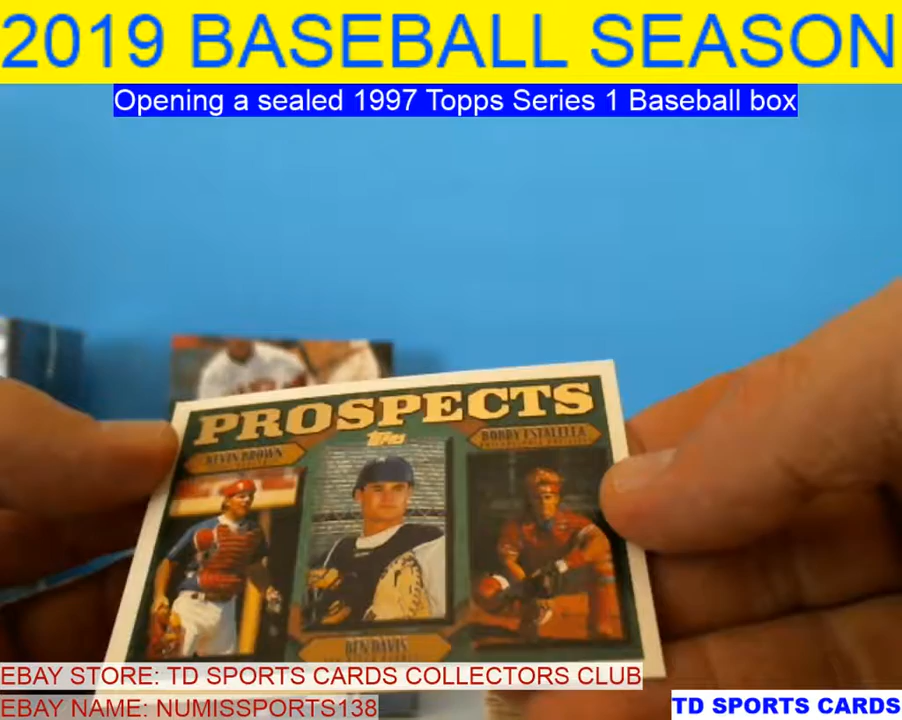 2019 BASEBALL SEASON
Opening a sealed 1997 Topps Series 1 Baseball box
PROSPECTS
Topps
BOBBY ESTALELLA
KEVIN BROWN
BEN DAVIS
EBAY STORE: TD SPORTS CARDS COLLECTORS CLUB
EBAY NAME: NUMISSPORTS138
TD SPORTS CARDS